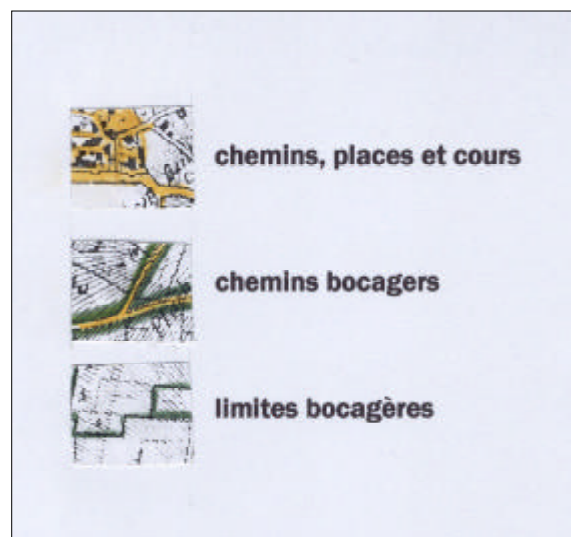 chemins, places et cours
chemins bocagers
limites bocagères